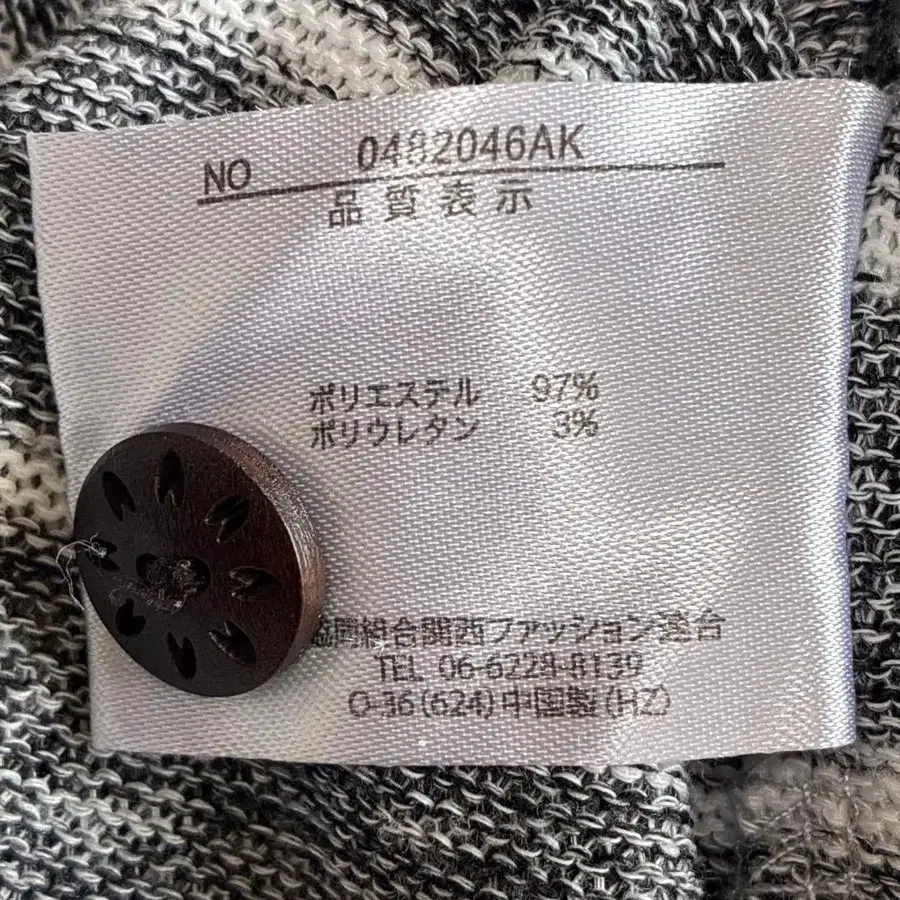 NO 0482046AK
品質表示
ポリエステル 97%
ポリウレタン 3%
協同組合関西ファッション連合
TEL 06-6228-8139
O-36(624)中国製(HZ)